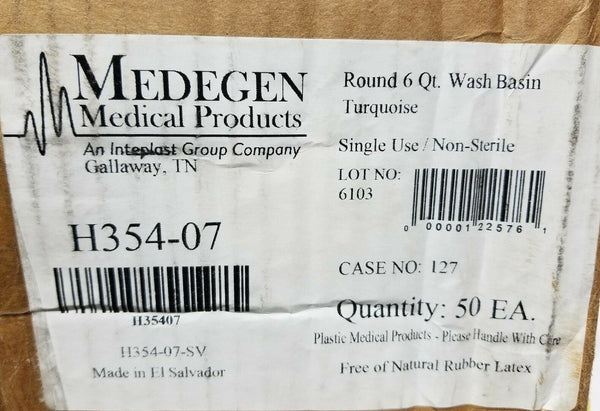 MEDEGEN
Medical Products
An Inteplast Group Company
Gallaway, TN
H354-07
H35407
H354-07-SV
Made in El Salvador
Round 6 Qt. Wash Basin
Turquoise
Single Use / Non-Sterile
LOT NO:
6103
0 00001 22576 1
CASE NO: 127
Quantity: 50 EA.
Plastic Medical Products - Please Handle With Care
Free of Natural Rubber Latex